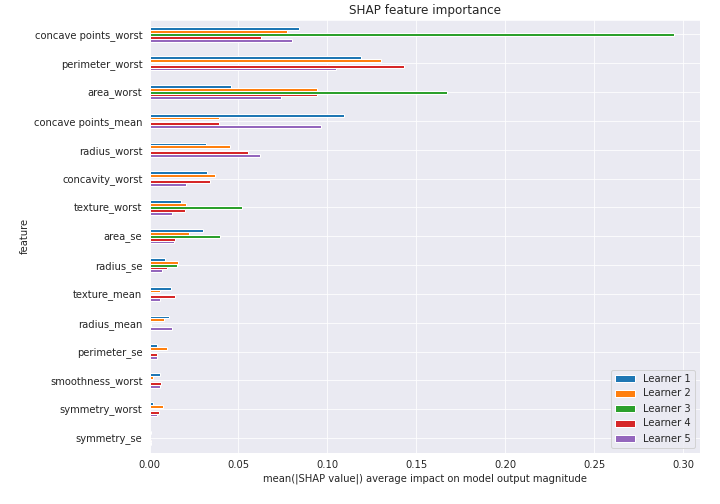 SHAP feature importance
concave points_worst
perimeter_worst
area_worst
concave points_mean
radius_worst
concavity_worst
texture_worst
area_se
radius_se
texture_mean
radius_mean
perimeter_se
smoothness_worst
symmetry_worst
symmetry_se
feature
Learner 1
Learner 2
Learner 3
Learner 4
Learner 5
0.00 0.05 0.10 0.15 0.20 0.25 0.30
mean(|SHAP value|) average impact on model output magnitude